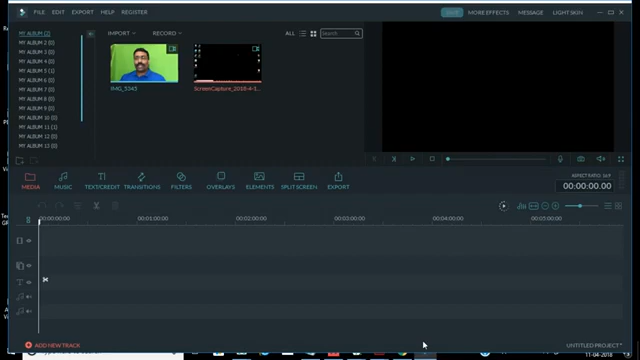 FILE EDIT EXPORT HELP REGISTER
MORE EFFECTS MESSAGE LIGHT SKIN
MY ALBUM (2)
MY ALBUM 2 (0)
MY ALBUM 3 (0)
MY ALBUM 4 (0)
MY ALBUM 5 (1)
MY ALBUM 6 (0)
MY ALBUM 7 (0)
MY ALBUM 8 (0)
MY ALBUM 9 (0)
MY ALBUM 10 (0)
MY ALBUM 11 (1)
MY ALBUM 12 (0)
MY ALBUM 13 (0)
IMPORT RECORD ALL Search
IMG_5345 ScreenCapture_2018-4-1...
MEDIA MUSIC TEXT/CREDIT TRANSITIONS FILTERS OVERLAYS ELEMENTS SPLIT SCREEN EXPORT
ASPECT RATIO 16:9
00:00:00.00
00:00:00:00 00:01:00:00 00:02:00:00 00:03:00:00 00:04:00:00 00:05:00:00
ADD NEW TRACK
UNTITLED PROJECT*
11-04-2018